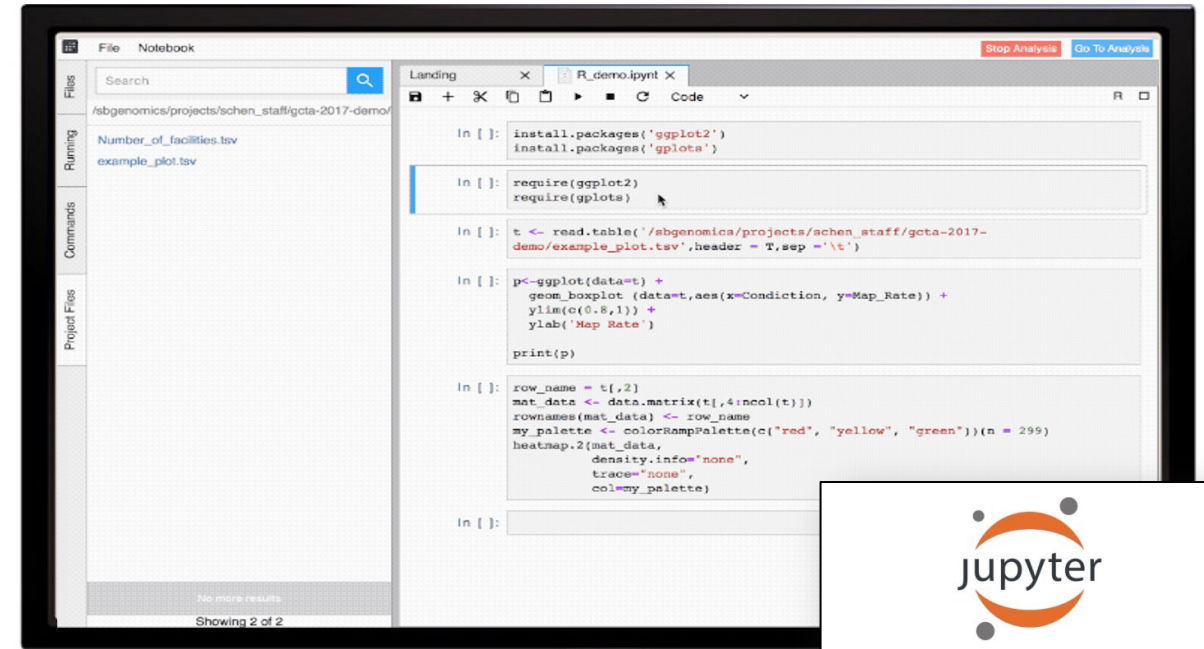 File Notebook
Stop Analysis Go To Analysis
Files
Running
Commands
Project Files
Search
/sbgenomics/projects/schen_staff/gcta-2017-demo/
Number_of_facilities.tsv
example_plot.tsv
No more results
Showing 2 of 2
Landing × R_demo.ipynb ×
Code
R
In [ ]: install.packages('ggplot2')
install.packages('gplots')
In [ ]: require(ggplot2)
require(gplots)
In [ ]: t <- read.table('/sbgenomics/projects/schen_staff/gcta-2017-
demo/example_plot.tsv',header = T,sep ='\t')
In [ ]: p<-ggplot(data=t) +
geom_boxplot (data=t,aes(x=Condiction, y=Map_Rate)) +
ylim(c(0.8,1)) +
ylab('Map Rate')
print(p)
In [ ]: row_name = t[,2]
mat_data <- data.matrix(t[,4:ncol(t)])
rownames(mat_data) <- row_name
my_palette <- colorRampPalette(c("red", "yellow", "green"))(n = 299)
heatmap.2(mat_data,
density.info="none",
trace="none",
col=my_palette)
In [ ]:
jupyter